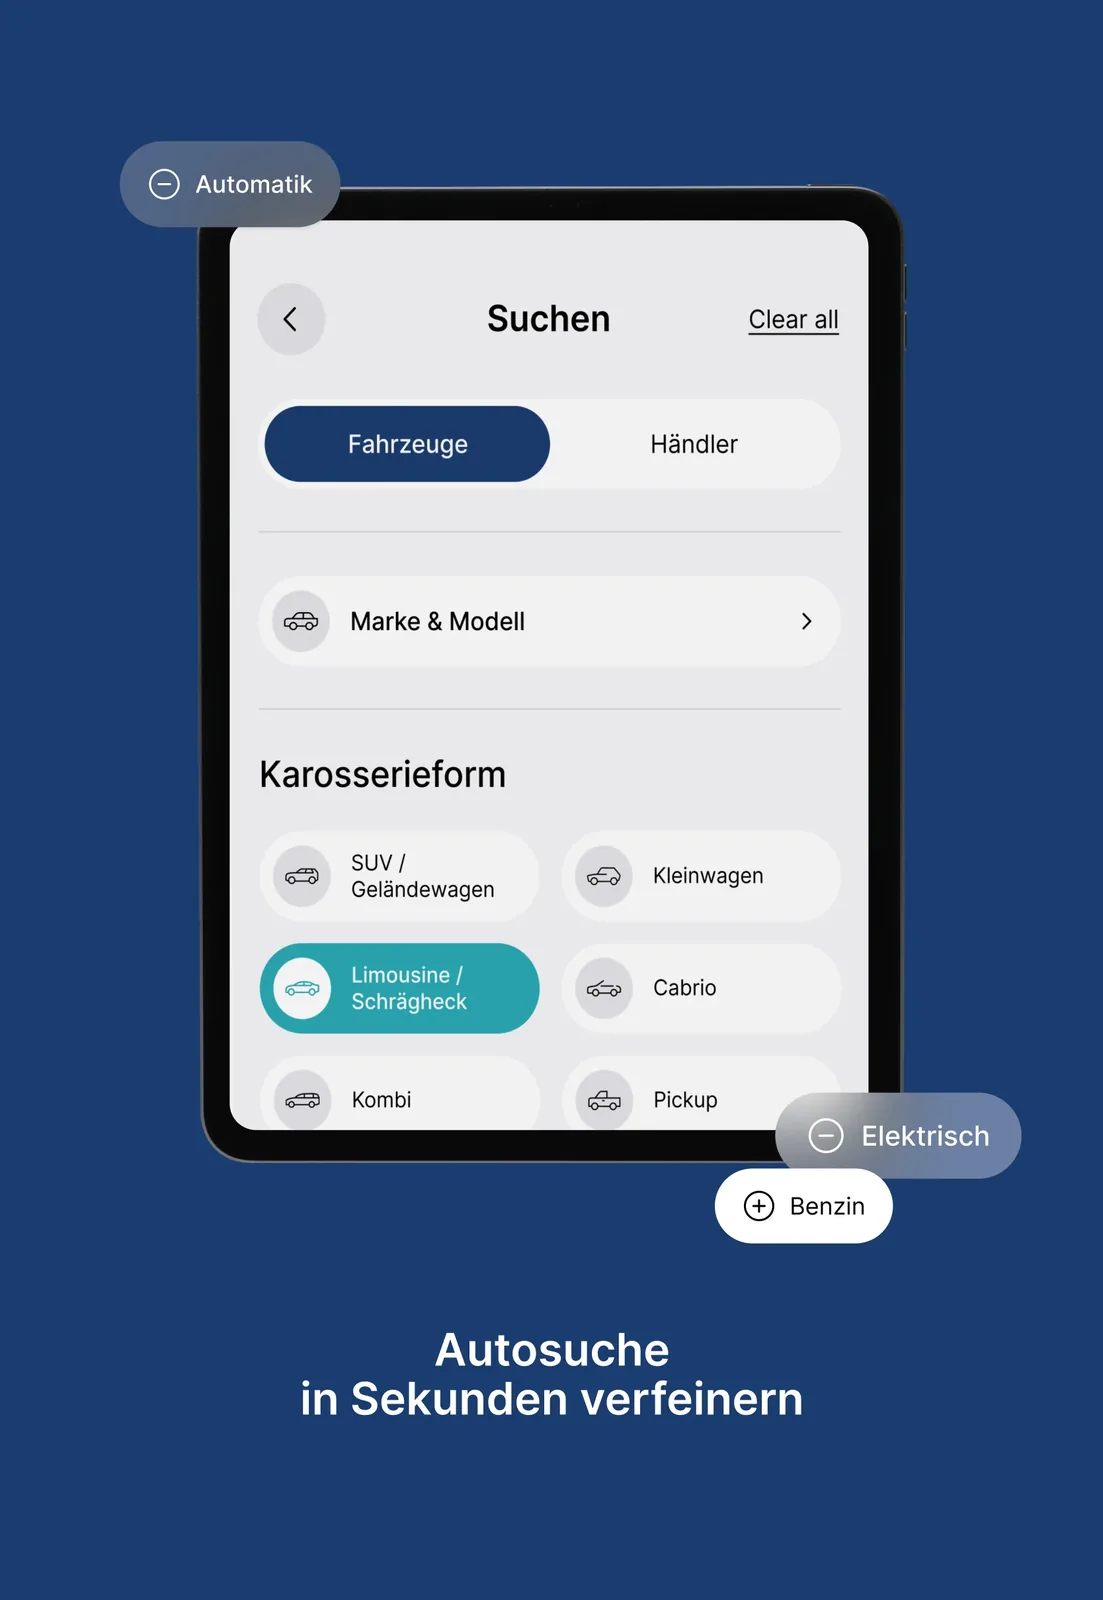 Automatik
Suchen
Clear all
Fahrzeuge
Händler
Marke & Modell
Karosserieform
SUV /
Geländewagen
Kleinwagen
Limousine /
Schrägheck
Cabrio
Kombi
Pickup
Elektrisch
Benzin
Autosuche
in Sekunden verfeinern